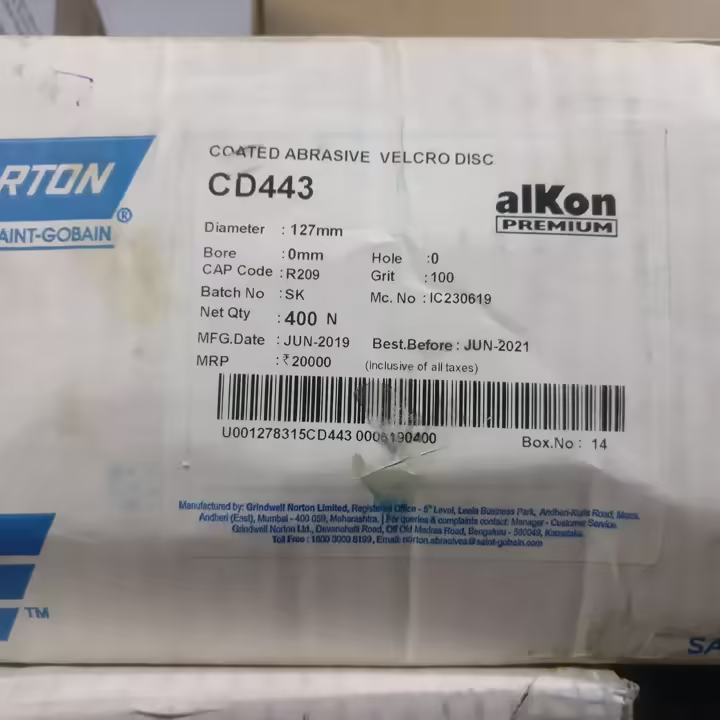 COATED ABRASIVE VELCRO DISC
CD443
RTON
®
AINT-GOBAIN
alKon
PREMIUM
Diameter : 127mm
Bore : 0mm Hole : 0
CAP Code : R209 Grit : 100
Batch No : SK Mc. No : IC230619
Net Qty : 400 N
MFG.Date : JUN-2019 Best.Before : JUN-2021
MRP : ₹20000 (Inclusive of all taxes)
U001278315CD443 0006190400
Box.No : 14
Manufactured by: Grindwell Norton Limited, Registered Office - 5th Level, Leela Business Park, Andheri-Kurla Road, Marol,
Andheri (East), Mumbai - 400 059, Maharashtra. | For queries & complaints contact: Manager - Customer Service,
Grindwell Norton Ltd., Devanahalli Road, Off Old Madras Road, Bengaluru - 560049, Karnataka.
Toll Free : 1800 3000 8199, Email: norton.abrasives@saint-gobain.com
TM
SA